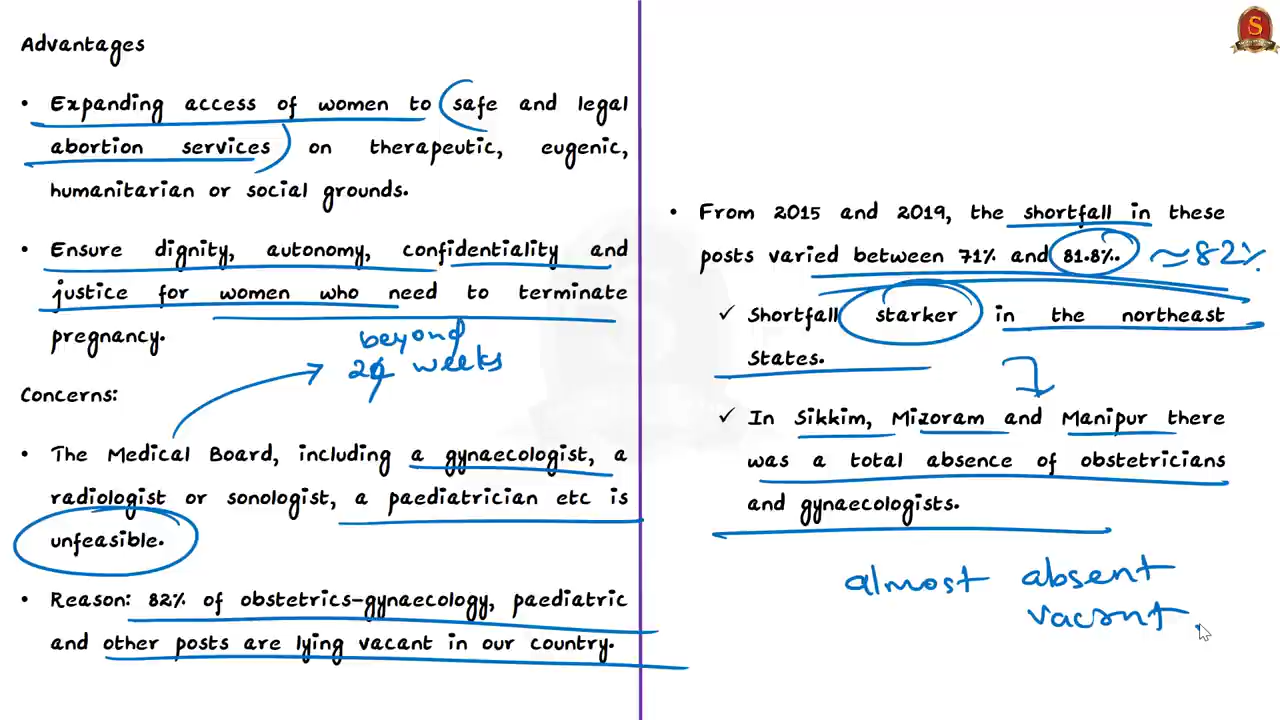 Advantages
• Expanding access of women to safe and legal
abortion services on therapeutic, eugenic,
humanitarian or social grounds.
• Ensure dignity, autonomy, confidentiality and
justice for women who need to terminate
pregnancy.
beyond
24 weeks
Concerns:
• The Medical Board, including a gynaecologist, a
radiologist or sonologist, a paediatrician etc is
unfeasible.
• Reason: 82% of obstetrics-gynaecology, paediatric
and other posts are lying vacant in our country.
S
• From 2015 and 2019, the shortfall in these
posts varied between 71% and 81.8%. ≈82%
✓ Shortfall starker in the northeast
States.
✓ In Sikkim, Mizoram and Manipur there
was a total absence of obstetricians
and gynaecologists.
almost absent
vacant.